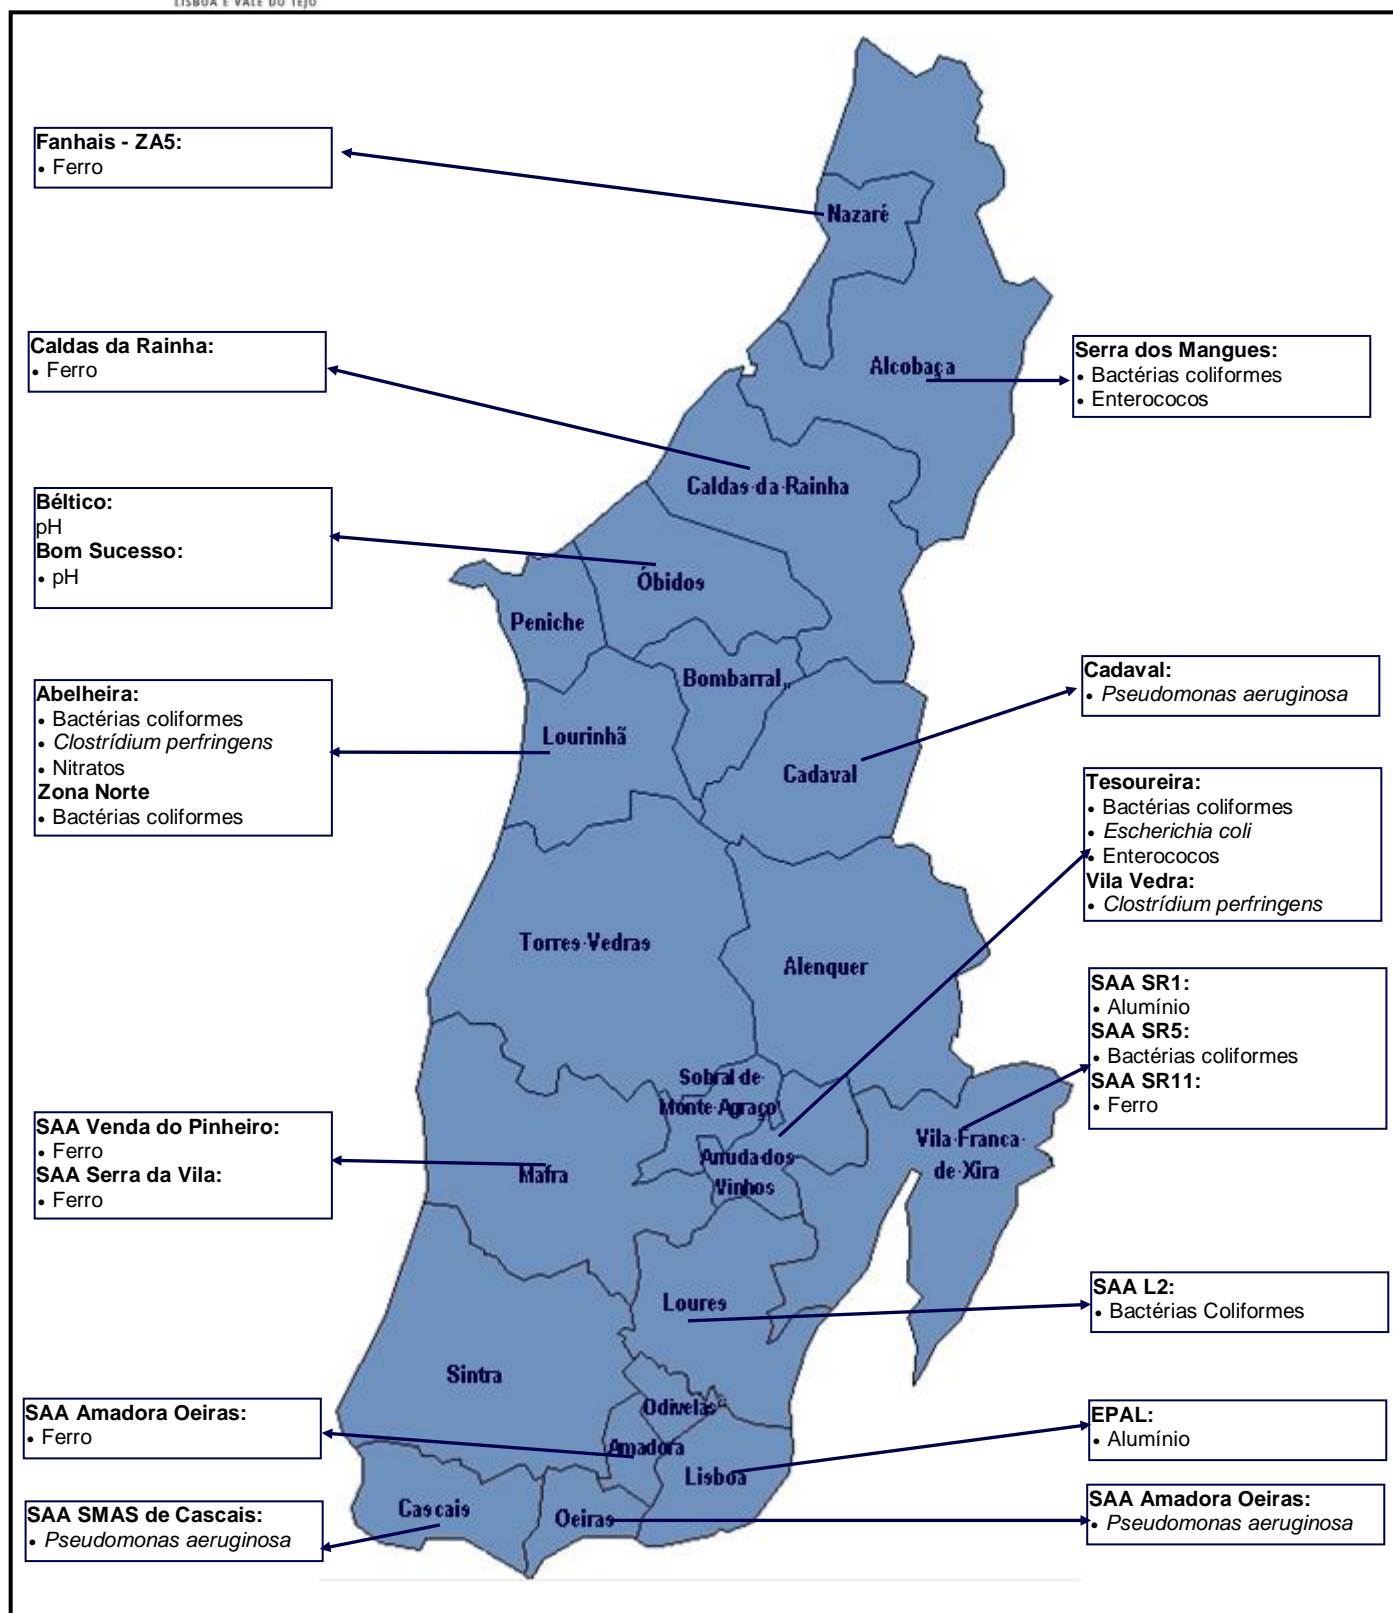 LISBOA E VALE DO TEJO
Fanhais - ZA5:
• Ferro
Nazaré
Caldas da Rainha:
• Ferro
Alcobaça
Serra dos Mangues:
• Bactérias coliformes
• Enterococos
Caldas da Rainha
Béltico:
pH
Bom Sucesso:
• pH
Óbidos
Peniche
Bombarral
Abelheira:
• Bactérias coliformes
• Clostrídium perfringens
• Nitratos
Zona Norte
• Bactérias coliformes
Lourinhã
Cadaval
Cadaval:
• Pseudomonas aeruginosa
Tesoureira:
• Bactérias coliformes
• Escherichia coli
• Enterococos
Vila Vedra:
• Clostrídium perfringens
Torres Vedras
Alenquer
SAA SR1:
• Alumínio
SAA SR5:
• Bactérias coliformes
SAA SR11:
• Ferro
Sobral de
Monte Agraço
SAA Venda do Pinheiro:
• Ferro
SAA Serra da Vila:
• Ferro
Mafra
Arruda dos
Vinhos
Vila Franca
de Xira
Loures
SAA L2:
• Bactérias Coliformes
Sintra
Odivelas
Amadora
Lisboa
SAA Amadora Oeiras:
• Ferro
EPAL:
• Alumínio
Cascais
Oeiras
SAA SMAS de Cascais:
• Pseudomonas aeruginosa
SAA Amadora Oeiras:
• Pseudomonas aeruginosa